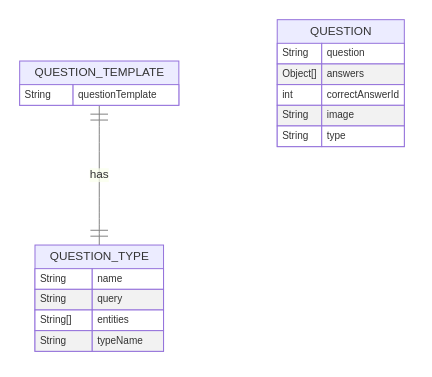 QUESTION_TEMPLATE
String questionTemplate
has
QUESTION_TYPE
String name
String query
String[] entities
String typeName
QUESTION
String question
Object[] answers
int correctAnswerId
String image
String type